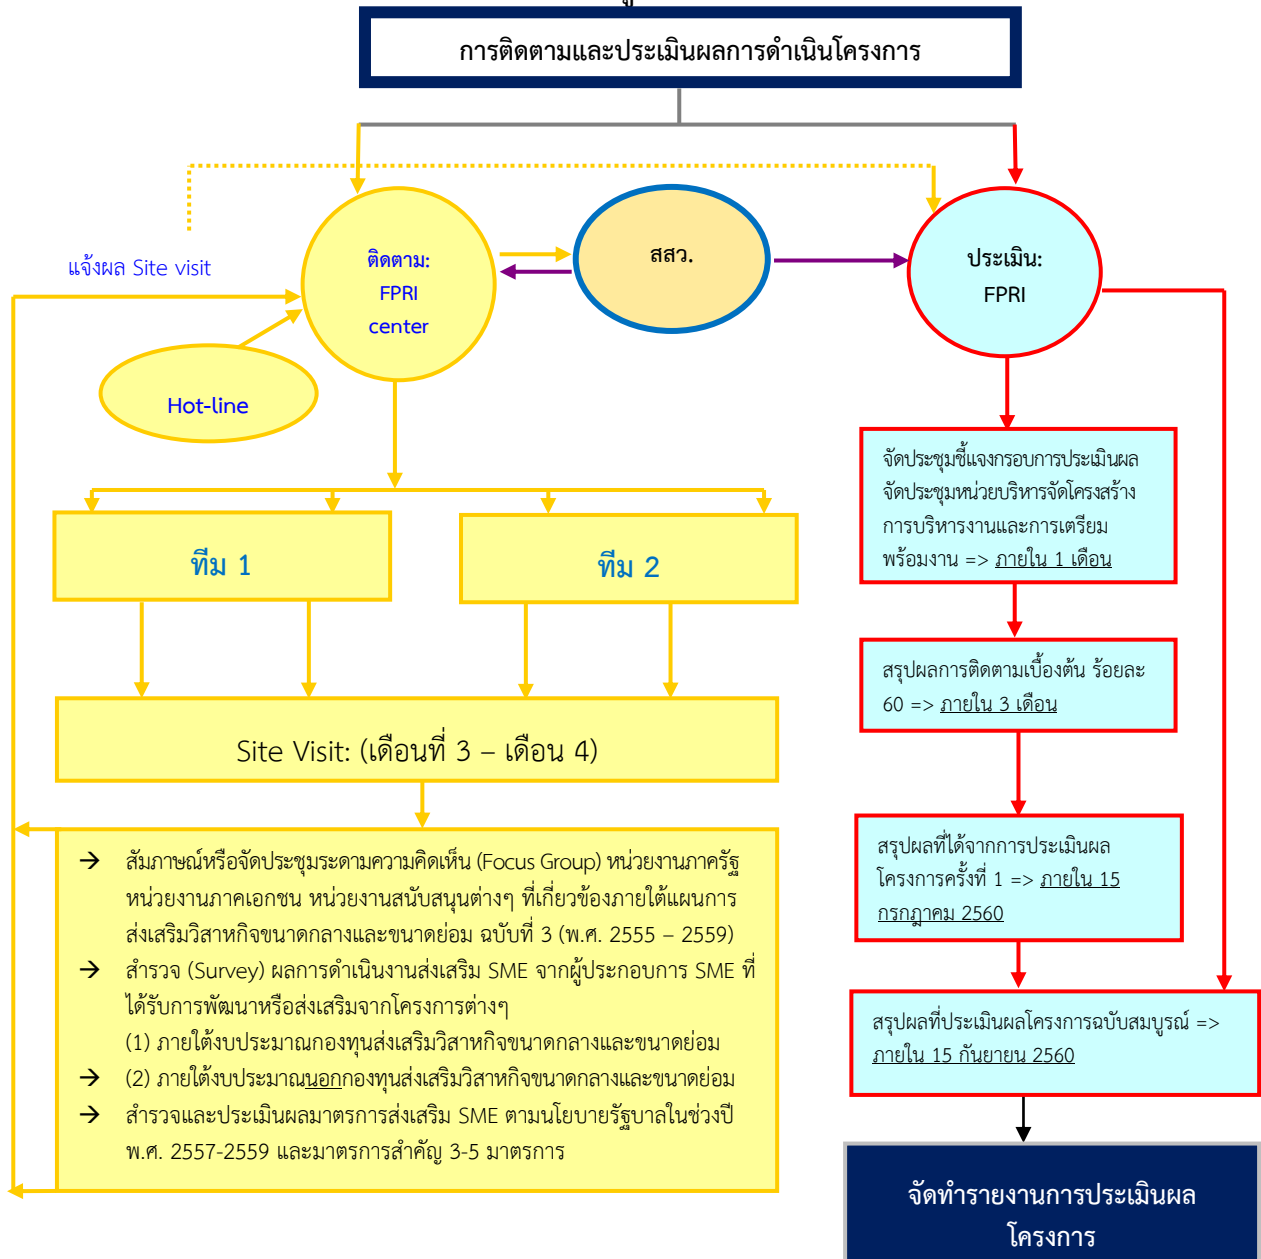 การติดตามและประเมินผลการดำเนินโครงการ
แจ้งผล Site visit
ติดตาม:
FPRI
center
สสว.
ประเมิน:
FPRI
Hot-line
ทีม 1
ทีม 2
Site Visit: (เดือนที่ 3 – เดือน 4)
→ สัมภาษณ์หรือจัดประชุมระดามความคิดเห็น (Focus Group) หน่วยงานภาครัฐ
หน่วยงานภาคเอกชน หน่วยงานสนับสนุนต่างๆ ที่เกี่ยวข้องภายใต้แผนการ
ส่งเสริมวิสาหกิจขนาดกลางและขนาดย่อม ฉบับที่ 3 (พ.ศ. 2555 – 2559)
→ สำรวจ (Survey) ผลการดำเนินงานส่งเสริม SME จากผู้ประกอบการ SME ที่
ได้รับการพัฒนาหรือส่งเสริมจากโครงการต่างๆ
(1) ภายใต้งบประมาณกองทุนส่งเสริมวิสาหกิจขนาดกลางและขนาดย่อม
→ (2) ภายใต้งบประมาณนอกกองทุนส่งเสริมวิสาหกิจขนาดกลางและขนาดย่อม
→ สำรวจและประเมินผลมาตรการส่งเสริม SME ตามนโยบายรัฐบาลในช่วงปี
พ.ศ. 2557-2559 และมาตรการสำคัญ 3-5 มาตรการ
จัดประชุมชี้แจงกรอบการประเมินผล
จัดประชุมหน่วยบริหารจัดโครงสร้าง
การบริหารงานและการเตรียม
พร้อมงาน => ภายใน 1 เดือน
สรุปผลการติดตามเบื้องต้น ร้อยละ
60 => ภายใน 3 เดือน
สรุปผลที่ได้จากการประเมินผล
โครงการครั้งที่ 1 => ภายใน 15
กรกฎาคม 2560
สรุปผลที่ประเมินผลโครงการฉบับสมบูรณ์ =>
ภายใน 15 กันยายน 2560
จัดทำรายงานการประเมินผล
โครงการ